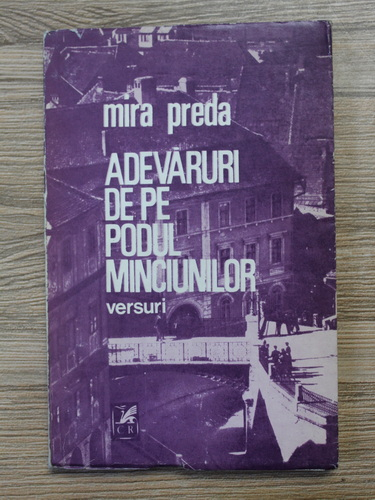 mira preda
ADEVĂRURI
DE PE
PODUL
MINCIUNILOR
versuri
CR